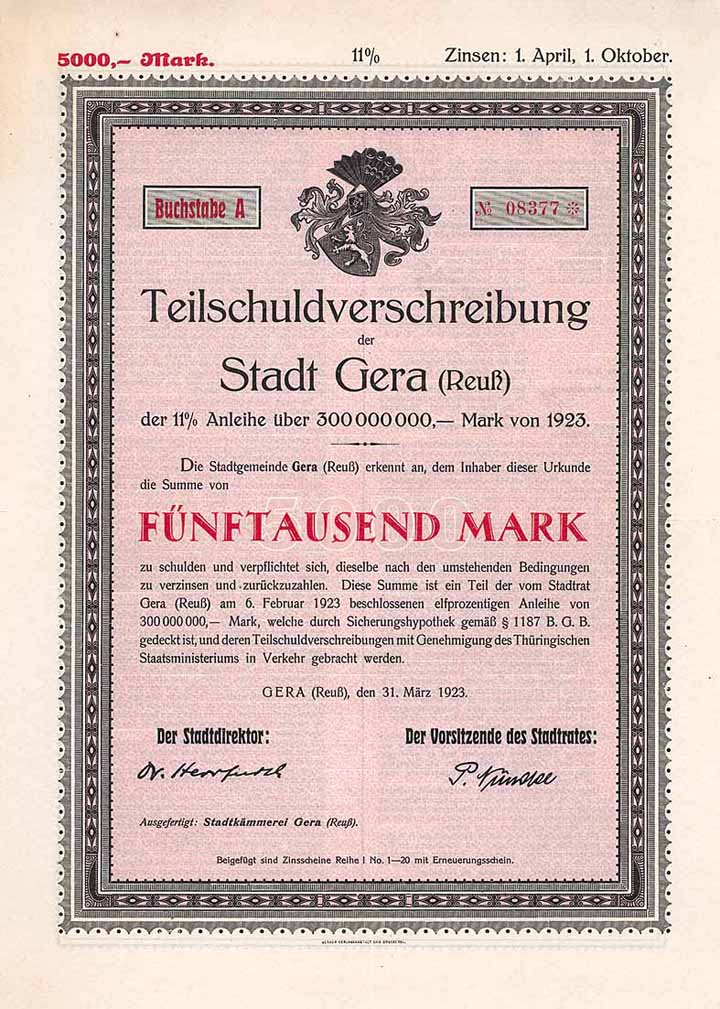 5000,– Mark. 11% Zinsen: 1. April, 1. Oktober.
Buchstabe A № 08377 ※
Teilschuldverschreibung
der
Stadt Gera (Reuß)
der 11% Anleihe über 300 000 000,— Mark von 1923.
Die Stadtgemeinde Gera (Reuß) erkennt an, dem Inhaber dieser Urkunde
die Summe von
5000
FÜNFTAUSEND MARK
zu schulden und verpflichtet sich, dieselbe nach den umstehenden Bedingungen
zu verzinsen und zurückzuzahlen. Diese Summe ist ein Teil der vom Stadtrat
Gera (Reuß) am 6. Februar 1923 beschlossenen elfprozentigen Anleihe von
300 000 000,— Mark, welche durch Sicherungshypothek gemäß § 1187 B. G. B.
gedeckt ist, und deren Teilschuldverschreibungen mit Genehmigung des Thüringischen
Staatsministeriums in Verkehr gebracht werden.
GERA (Reuß), den 31. März 1923.
Der Stadtdirektor: Der Vorsitzende des Stadtrates:
Dr. P.
Ausgefertigt: Stadtkämmerei Gera (Reuß).
Beigefügt sind Zinsscheine Reihe I No. 1—20 mit Erneuerungsschein.